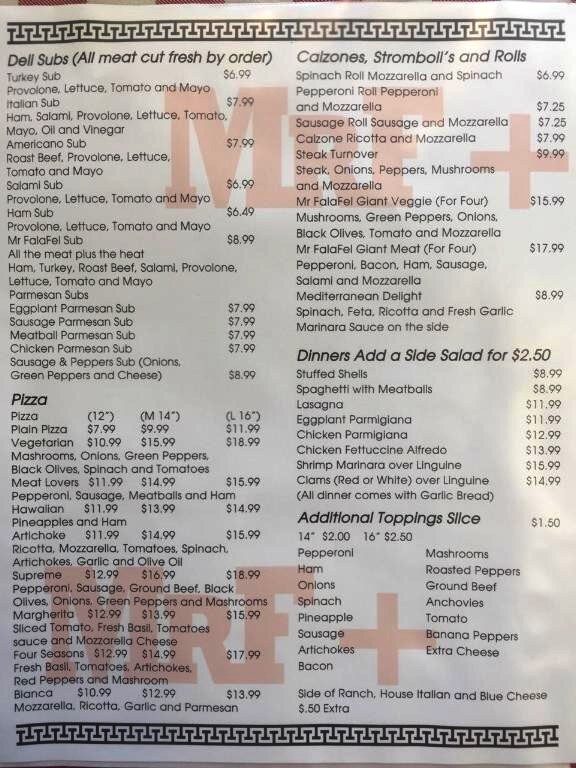 Deli Subs (All meat cut fresh by order)
Turkey Sub $6.99
Provolone, Lettuce, Tomato and Mayo
Italian Sub $7.99
Ham, Salami, Provolone, Lettuce, Tomato,
Mayo, Oil and Vinegar
Americano Sub $7.99
Roast Beef, Provolone, Lettuce,
Tomato and Mayo
Salami Sub $6.99
Provolone, Lettuce, Tomato and Mayo
Ham Sub $6.49
Provolone, Lettuce, Tomato and Mayo
Mr FalaFel Sub $8.99
All the meat plus the heat
Ham, Turkey, Roast Beef, Salami, Provolone,
Lettuce, Tomato and Mayo
Parmesan Subs
Eggplant Parmesan Sub $7.99
Sausage Parmesan Sub $7.99
Meatball Parmesan Sub $7.99
Chicken Parmesan Sub $7.99
Sausage & Peppers Sub (Onions,
Green Peppers and Cheese) $8.99
Pizza
Pizza (12") (M 14") (L 16")
Plain Pizza $7.99 $9.99 $11.99
Vegetarian $10.99 $15.99 $18.99
Mashrooms, Onions, Green Peppers,
Black Olives, Spinach and Tomatoes
Meat Lovers $11.99 $14.99 $15.99
Pepperoni, Sausage, Meatballs and Ham
Hawaiian $11.99 $13.99 $14.99
Pineapples and Ham
Artichoke $11.99 $14.99 $15.99
Ricotta, Mozzarella, Tomatoes, Spinach,
Artichokes, Garlic and Olive Oil
Supreme $12.99 $16.99 $18.99
Pepperoni, Sausage, Ground Beef, Black
Olives, Onions, Green Peppers and Mashrooms
Margherita $12.99 $13.99 $15.99
Sliced Tomato, Fresh Basil, Tomatoes
sauce and Mozzarella Cheese
Four Seasons $12.99 $14.99 $17.99
Fresh Basil, Tomatoes, Artichokes,
Red Peppers and Mashroom
Bianca $10.99 $12.99 $13.99
Mozzarella, Ricotta, Garlic and Parmesan
Calzones, Stromboli's and Rolls
Spinach Roll Mozzarella and Spinach $6.99
Pepperoni Roll Pepperoni
and Mozzarella $7.25
Sausage Roll Sausage and Mozzarella $7.25
Calzone Ricotta and Mozzarella $7.99
Steak Turnover $9.99
Steak, Onions, Peppers, Mushrooms
and Mozzarella
Mr FalaFel Giant Veggie (For Four) $15.99
Mushrooms, Green Peppers, Onions,
Black Olives, Tomato and Mozzarella
Mr FalaFel Giant Meat (For Four) $17.99
Pepperoni, Bacon, Ham, Sausage,
Salami and Mozzarella
Mediterranean Delight $8.99
Spinach, Feta, Ricotta and Fresh Garlic
Marinara Sauce on the side
Dinners Add a Side Salad for $2.50
Stuffed Shells $8.99
Spaghetti with Meatballs $8.99
Lasagna $11.99
Eggplant Parmigiana $11.99
Chicken Parmigiana $12.99
Chicken Fettuccine Alfredo $13.99
Shrimp Marinara over Linguine $15.99
Clams (Red or White) over Linguine $14.99
(All dinner comes with Garlic Bread)
Additional Toppings Slice $1.50
14" $2.00 16" $2.50
Pepperoni Mashrooms
Ham Roasted Peppers
Onions Ground Beef
Spinach Anchovies
Pineapple Tomato
Sausage Banana Peppers
Artichokes Extra Cheese
Bacon
Side of Ranch, House Italian and Blue Cheese
$.50 Extra